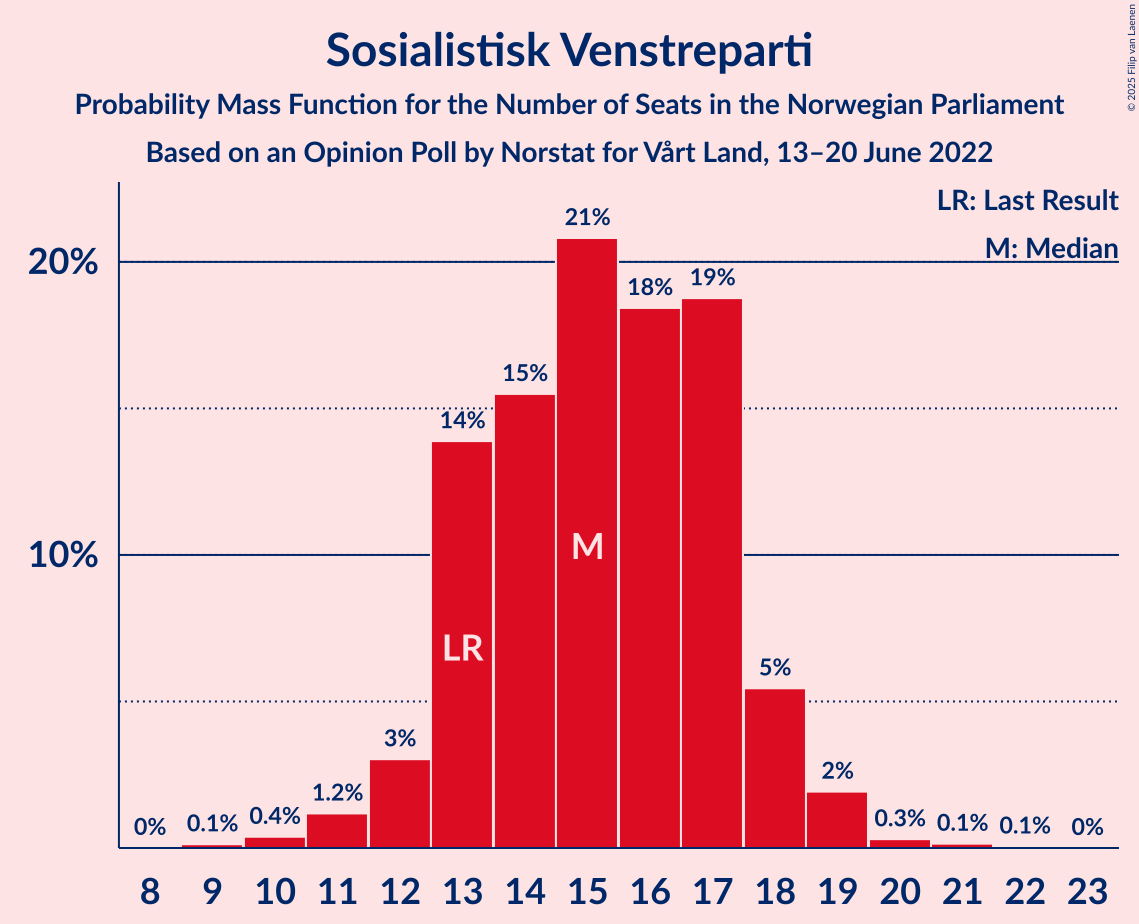 Sosialistisk Venstreparti
Probability Mass Function for the Number of Seats in the Norwegian Parliament
Based on an Opinion Poll by Norstat for Vårt Land, 13–20 June 2022
© 2025 Filip van Laenen
LR: Last Result
M: Median
20%
10%
0%
0.1%
0.4%
1.2%
3%
14%
15%
21%
18%
19%
5%
2%
0.3%
0.1%
0.1%
0%
LR
M
8 9 10 11 12 13 14 15 16 17 18 19 20 21 22 23